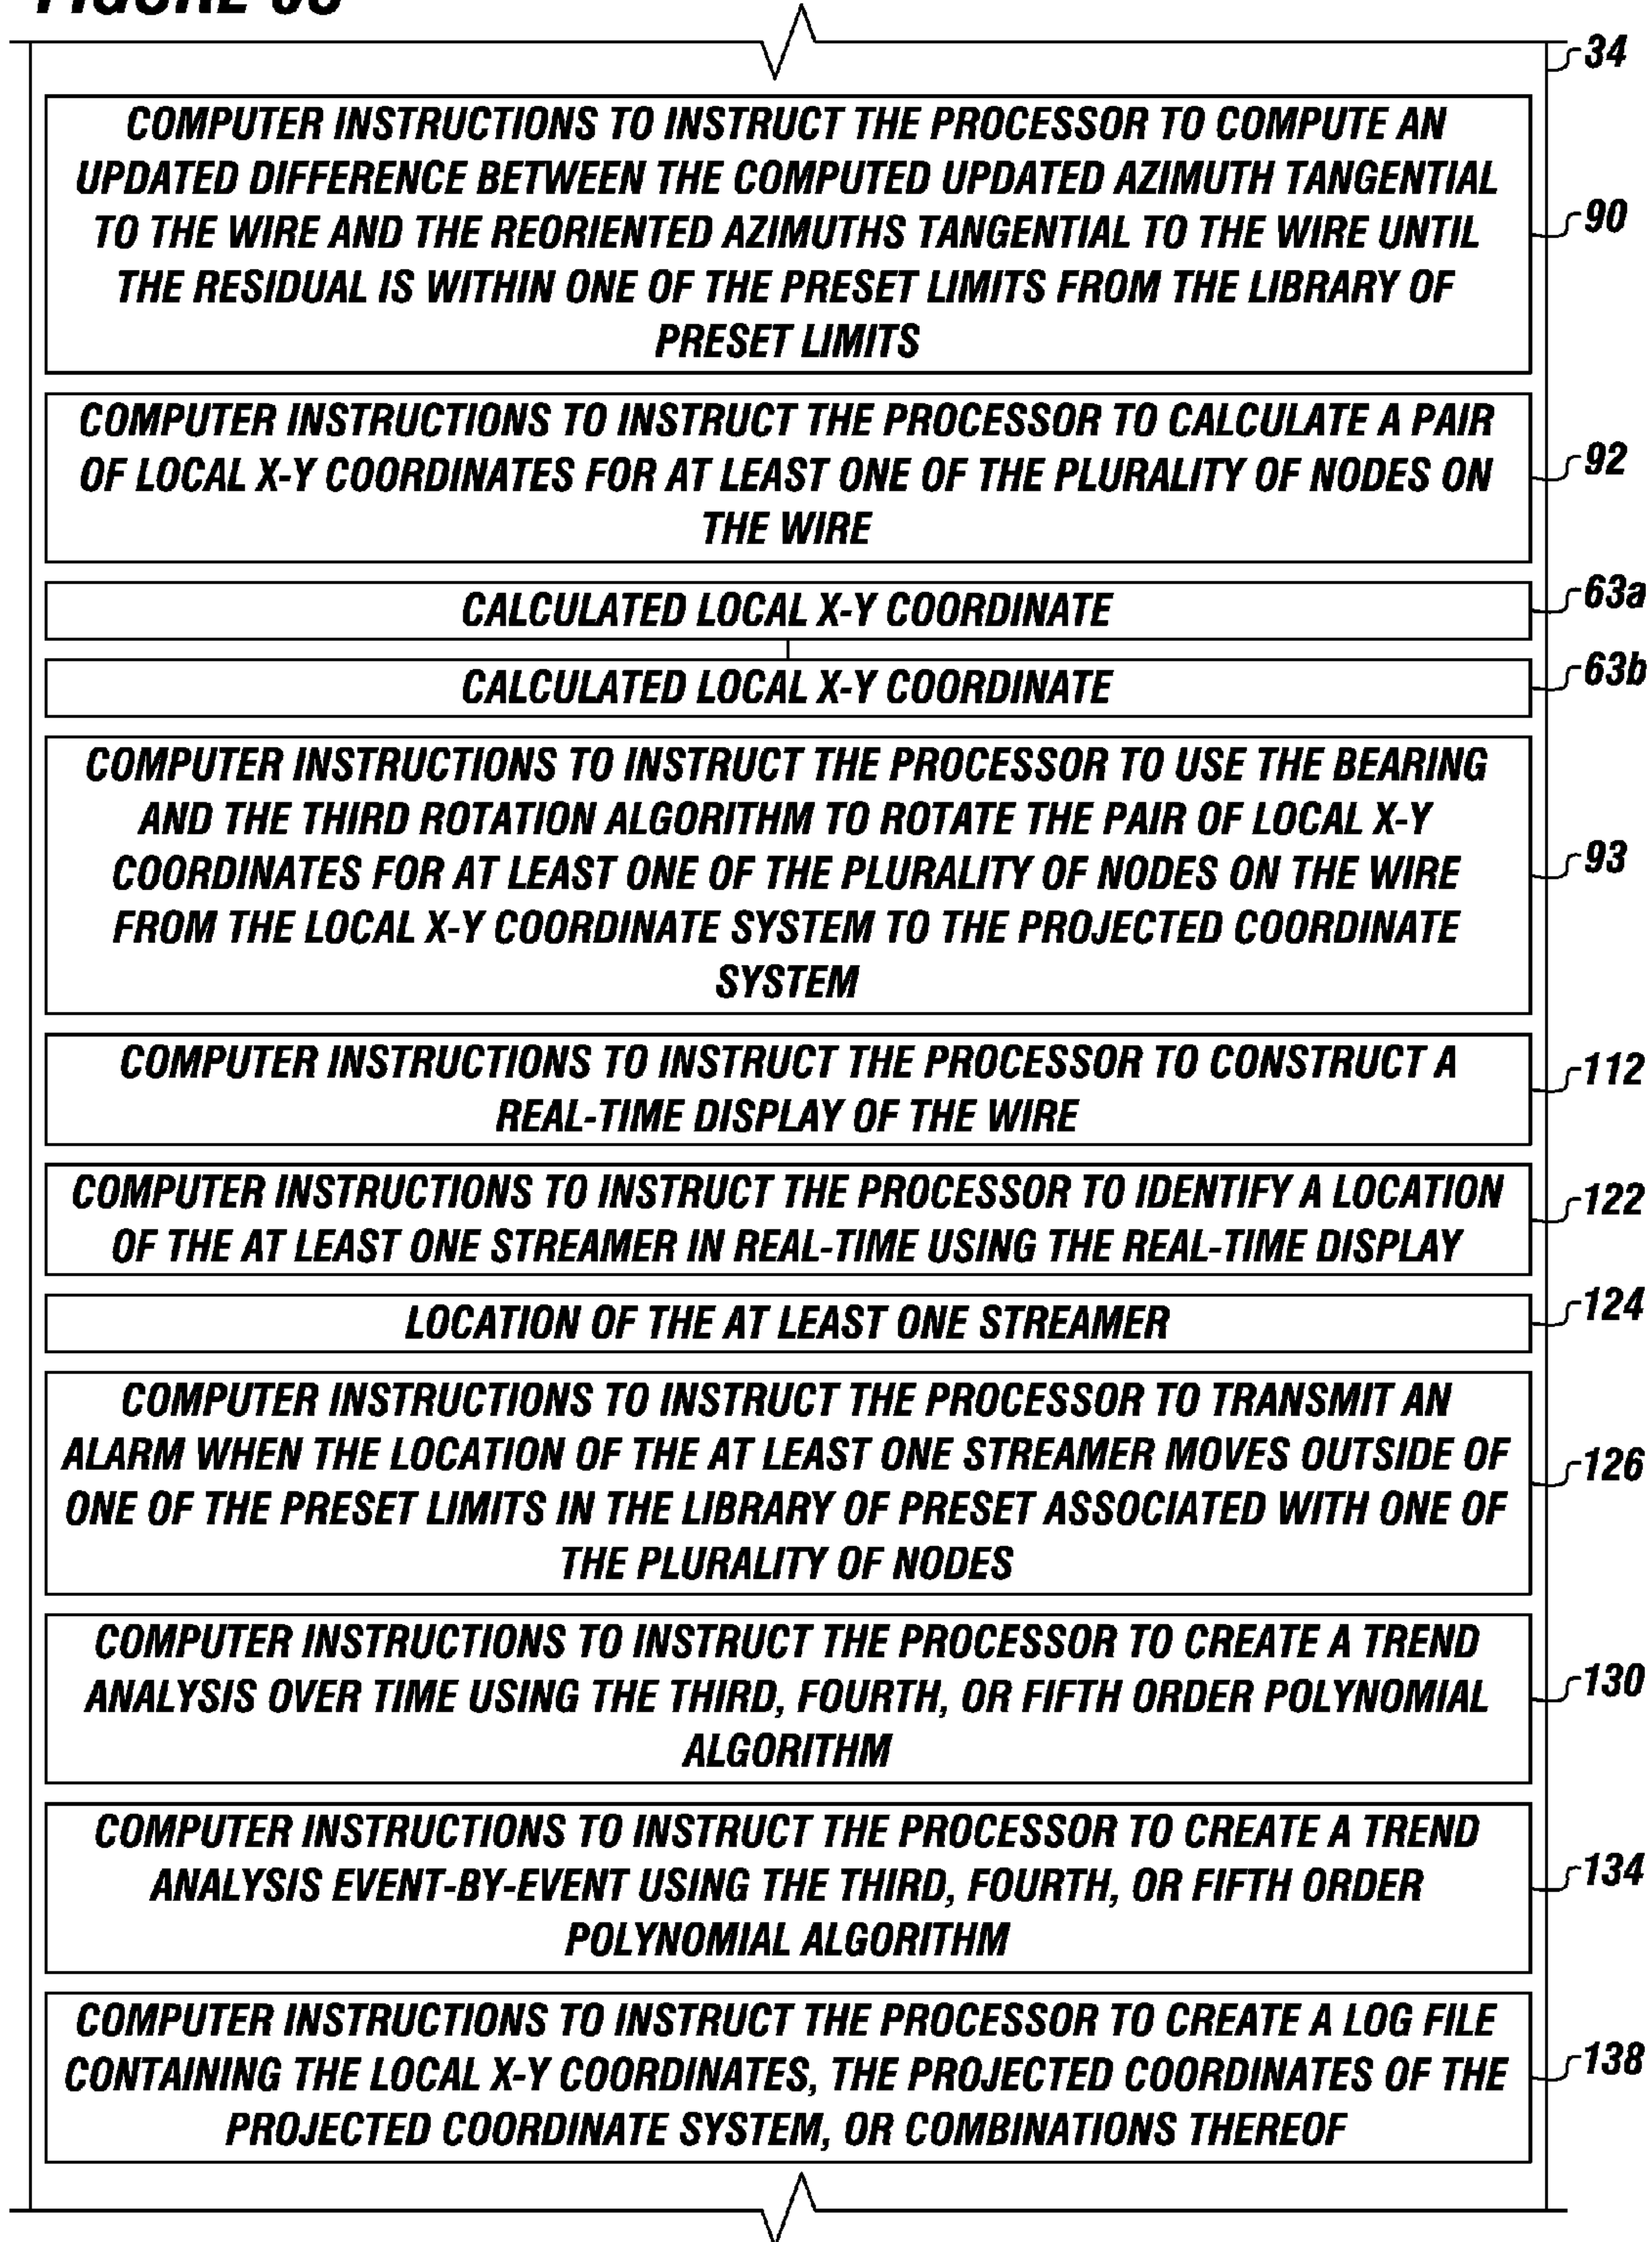 34
COMPUTER INSTRUCTIONS TO INSTRUCT THE PROCESSOR TO COMPUTE AN
UPDATED DIFFERENCE BETWEEN THE COMPUTED UPDATED AZIMUTH TANGENTIAL
TO THE WIRE AND THE REORIENTED AZIMUTHS TANGENTIAL TO THE WIRE UNTIL
THE RESIDUAL IS WITHIN ONE OF THE PRESET LIMITS FROM THE LIBRARY OF
PRESET LIMITS
90
COMPUTER INSTRUCTIONS TO INSTRUCT THE PROCESSOR TO CALCULATE A PAIR
OF LOCAL X-Y COORDINATES FOR AT LEAST ONE OF THE PLURALITY OF NODES ON
THE WIRE
92
CALCULATED LOCAL X-Y COORDINATE
63a
CALCULATED LOCAL X-Y COORDINATE
63b
COMPUTER INSTRUCTIONS TO INSTRUCT THE PROCESSOR TO USE THE BEARING
AND THE THIRD ROTATION ALGORITHM TO ROTATE THE PAIR OF LOCAL X-Y
COORDINATES FOR AT LEAST ONE OF THE PLURALITY OF NODES ON THE WIRE
FROM THE LOCAL X-Y COORDINATE SYSTEM TO THE PROJECTED COORDINATE
SYSTEM
93
COMPUTER INSTRUCTIONS TO INSTRUCT THE PROCESSOR TO CONSTRUCT A
REAL-TIME DISPLAY OF THE WIRE
112
COMPUTER INSTRUCTIONS TO INSTRUCT THE PROCESSOR TO IDENTIFY A LOCATION
OF THE AT LEAST ONE STREAMER IN REAL-TIME USING THE REAL-TIME DISPLAY
122
LOCATION OF THE AT LEAST ONE STREAMER
124
COMPUTER INSTRUCTIONS TO INSTRUCT THE PROCESSOR TO TRANSMIT AN
ALARM WHEN THE LOCATION OF THE AT LEAST ONE STREAMER MOVES OUTSIDE OF
ONE OF THE PRESET LIMITS IN THE LIBRARY OF PRESET ASSOCIATED WITH ONE OF
THE PLURALITY OF NODES
126
COMPUTER INSTRUCTIONS TO INSTRUCT THE PROCESSOR TO CREATE A TREND
ANALYSIS OVER TIME USING THE THIRD, FOURTH, OR FIFTH ORDER POLYNOMIAL
ALGORITHM
130
COMPUTER INSTRUCTIONS TO INSTRUCT THE PROCESSOR TO CREATE A TREND
ANALYSIS EVENT-BY-EVENT USING THE THIRD, FOURTH, OR FIFTH ORDER
POLYNOMIAL ALGORITHM
134
COMPUTER INSTRUCTIONS TO INSTRUCT THE PROCESSOR TO CREATE A LOG FILE
CONTAINING THE LOCAL X-Y COORDINATES, THE PROJECTED COORDINATES OF THE
PROJECTED COORDINATE SYSTEM, OR COMBINATIONS THEREOF
138